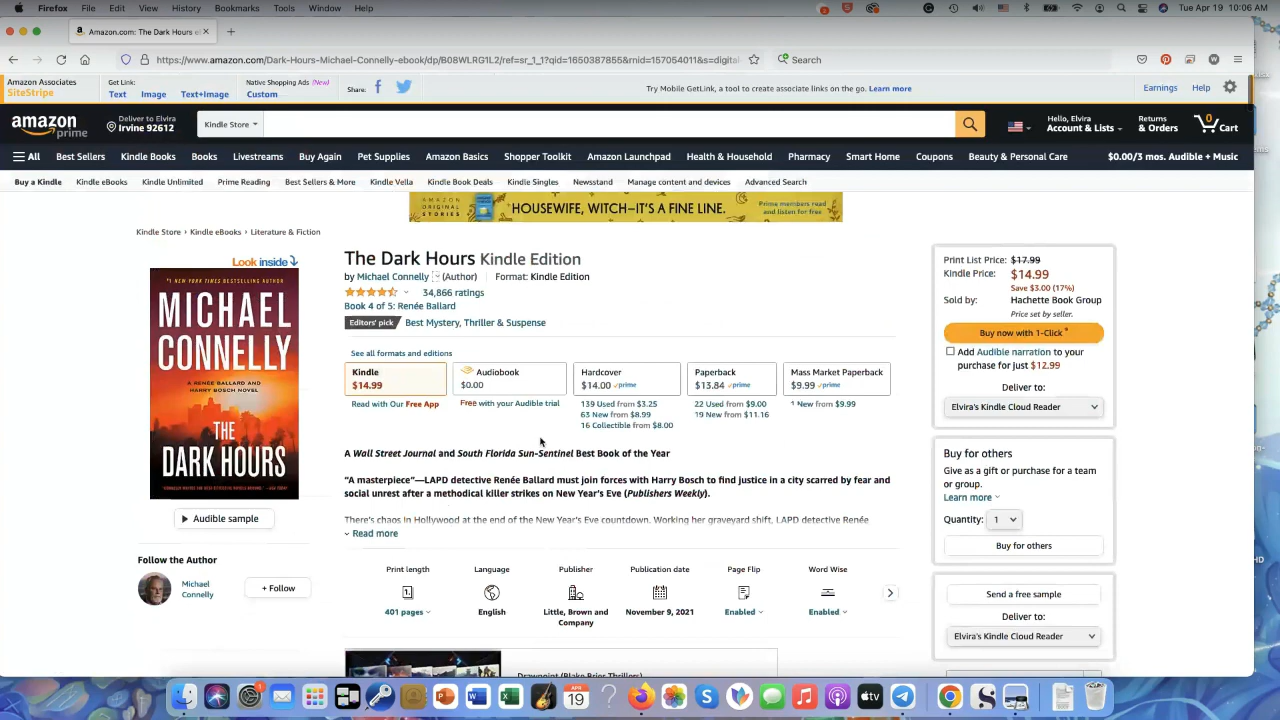 Firefox File Edit View History Bookmarks Tools Window Help Tue Apr 19 10:06 AM
Amazon.com: The Dark Hours
https://www.amazon.com/Dark-Hours-Michael-Connelly-ebook/dp/B08WLRG1L2/ref=sr_1_1?qid=1650387855&rnid=157054011&s=digital Search
Amazon Associates Get Link: Native Shopping Ads (New) Share:
SiteStripe Text Image Text+Image Custom Try Mobile GetLink, a tool to create associate links on the go. Learn more Earnings Help
amazon prime Deliver to Elvira Irvine 92612 Kindle Store Hello, Elvira Account & Lists Returns & Orders 0 Cart
All Best Sellers Kindle Books Books Livestreams Buy Again Pet Supplies Amazon Basics Shopper Toolkit Amazon Launchpad Health & Household Pharmacy Smart Home Coupons Beauty & Personal Care $0.00/3 mos. Audible + Music
Buy a Kindle Kindle eBooks Kindle Unlimited Prime Reading Best Sellers & More Kindle Vella Kindle Book Deals Kindle Singles Newsstand Manage content and devices Advanced Search
AMAZON ORIGINAL STORIES HOUSEWIFE, WITCH–IT'S A FINE LINE. Prime members read and listen for free
Kindle Store › Kindle eBooks › Literature & Fiction
Look inside
#1 NEW YORK TIMES BESTSELLING AUTHOR
MICHAEL
CONNELLY
A RENÉE BALLARD AND
HARRY BOSCH NOVEL
THE
DARK HOURS
Audible sample
Follow the Author
Michael
Connelly
+ Follow
The Dark Hours Kindle Edition
by Michael Connelly (Author) Format: Kindle Edition
34,866 ratings
Book 4 of 5: Renée Ballard
Editors' pick Best Mystery, Thriller & Suspense
See all formats and editions
Kindle Audiobook Hardcover Paperback Mass Market Paperback
$14.99 $0.00 $14.00 prime $13.84 prime $9.99 prime
Read with Our Free App Free with your Audible trial 139 Used from $3.25 22 Used from $9.00 1 New from $9.99
63 New from $8.99 19 New from $11.16
16 Collectible from $8.00
A Wall Street Journal and South Florida Sun-Sentinel Best Book of the Year
“A masterpiece”—LAPD detective Renée Ballard must join forces with Harry Bosch to find justice in a city scarred by fear and
social unrest after a methodical killer strikes on New Year’s Eve (Publishers Weekly).
There's chaos in Hollywood at the end of the New Year's Eve countdown. Working her graveyard shift, LAPD detective Renée
Read more
Print length Language Publisher Publication date Page Flip Word Wise
401 pages English Little, Brown and Company November 9, 2021 Enabled Enabled
Drawpoint (Blake Brier Thrillers)
Print List Price: $17.99
Kindle Price: $14.99
Save $3.00 (17%)
Sold by: Hachette Book Group
Price set by seller.
Buy now with 1-Click ®
Add Audible narration to your
purchase for just $12.99
Deliver to:
Elvira's Kindle Cloud Reader
Buy for others
Give as a gift or purchase for a team
or group.
Learn more
Quantity: 1
Buy for others
Send a free sample
Deliver to:
Elvira's Kindle Cloud Reader
APR
19